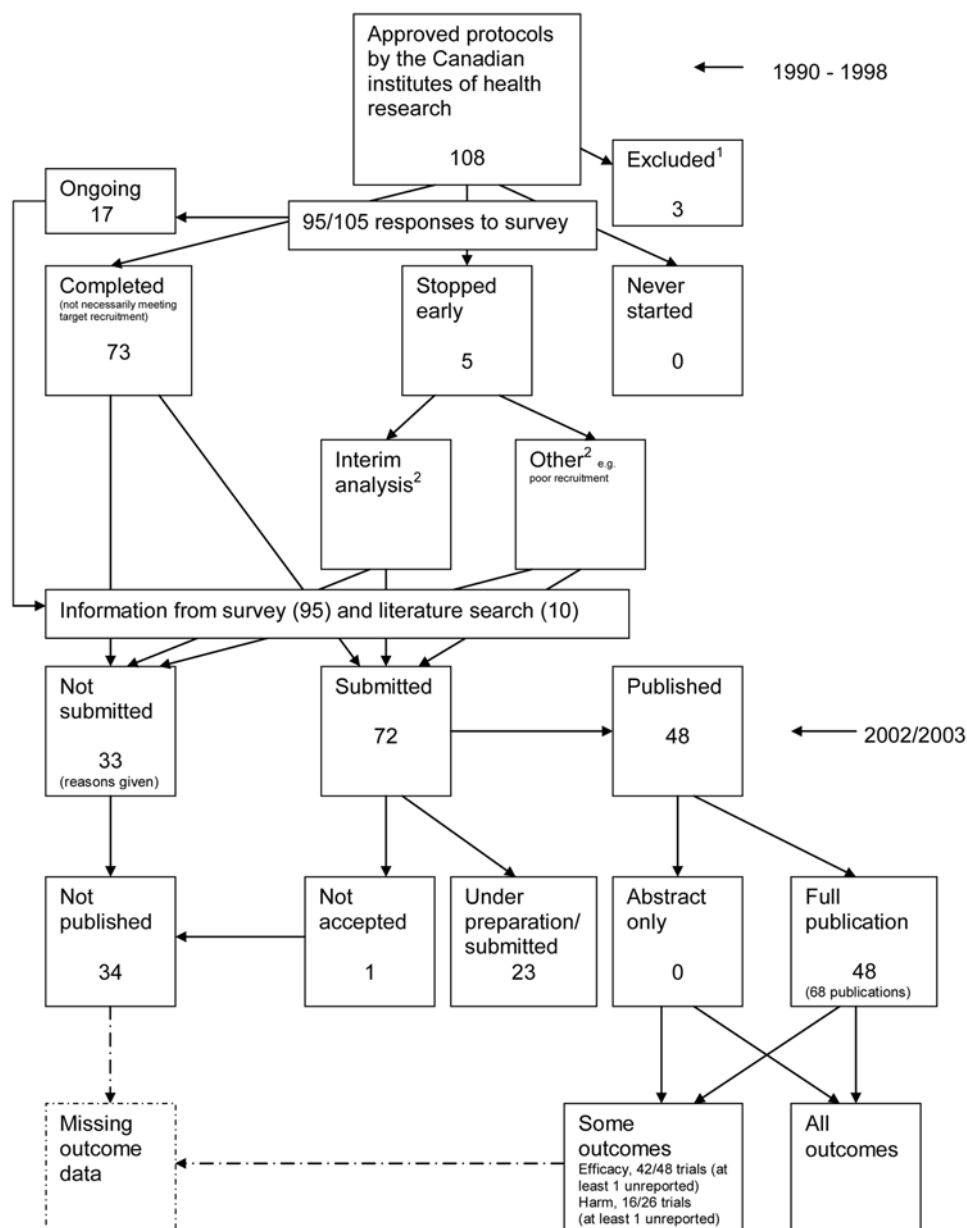 Approved protocols
by the Canadian
institutes of health
research
108
1990 - 1998
Excluded1
3
Ongoing
17
95/105 responses to survey
Completed
(not necessarily meeting
target recruitment)
73
Stopped
early
5
Never
started
0
Interim
analysis2
Other2 e.g.
poor recruitment
Information from survey (95) and literature search (10)
Not
submitted
33
(reasons given)
Submitted
72
Published
48
2002/2003
Not
published
34
Not
accepted
1
Under
preparation/
submitted
23
Abstract
only
0
Full
publication
48
(68 publications)
Missing
outcome
data
Some
outcomes
Efficacy, 42/48 trials (at
least 1 unreported)
Harm, 16/26 trials
(at least 1 unreported)
All
outcomes